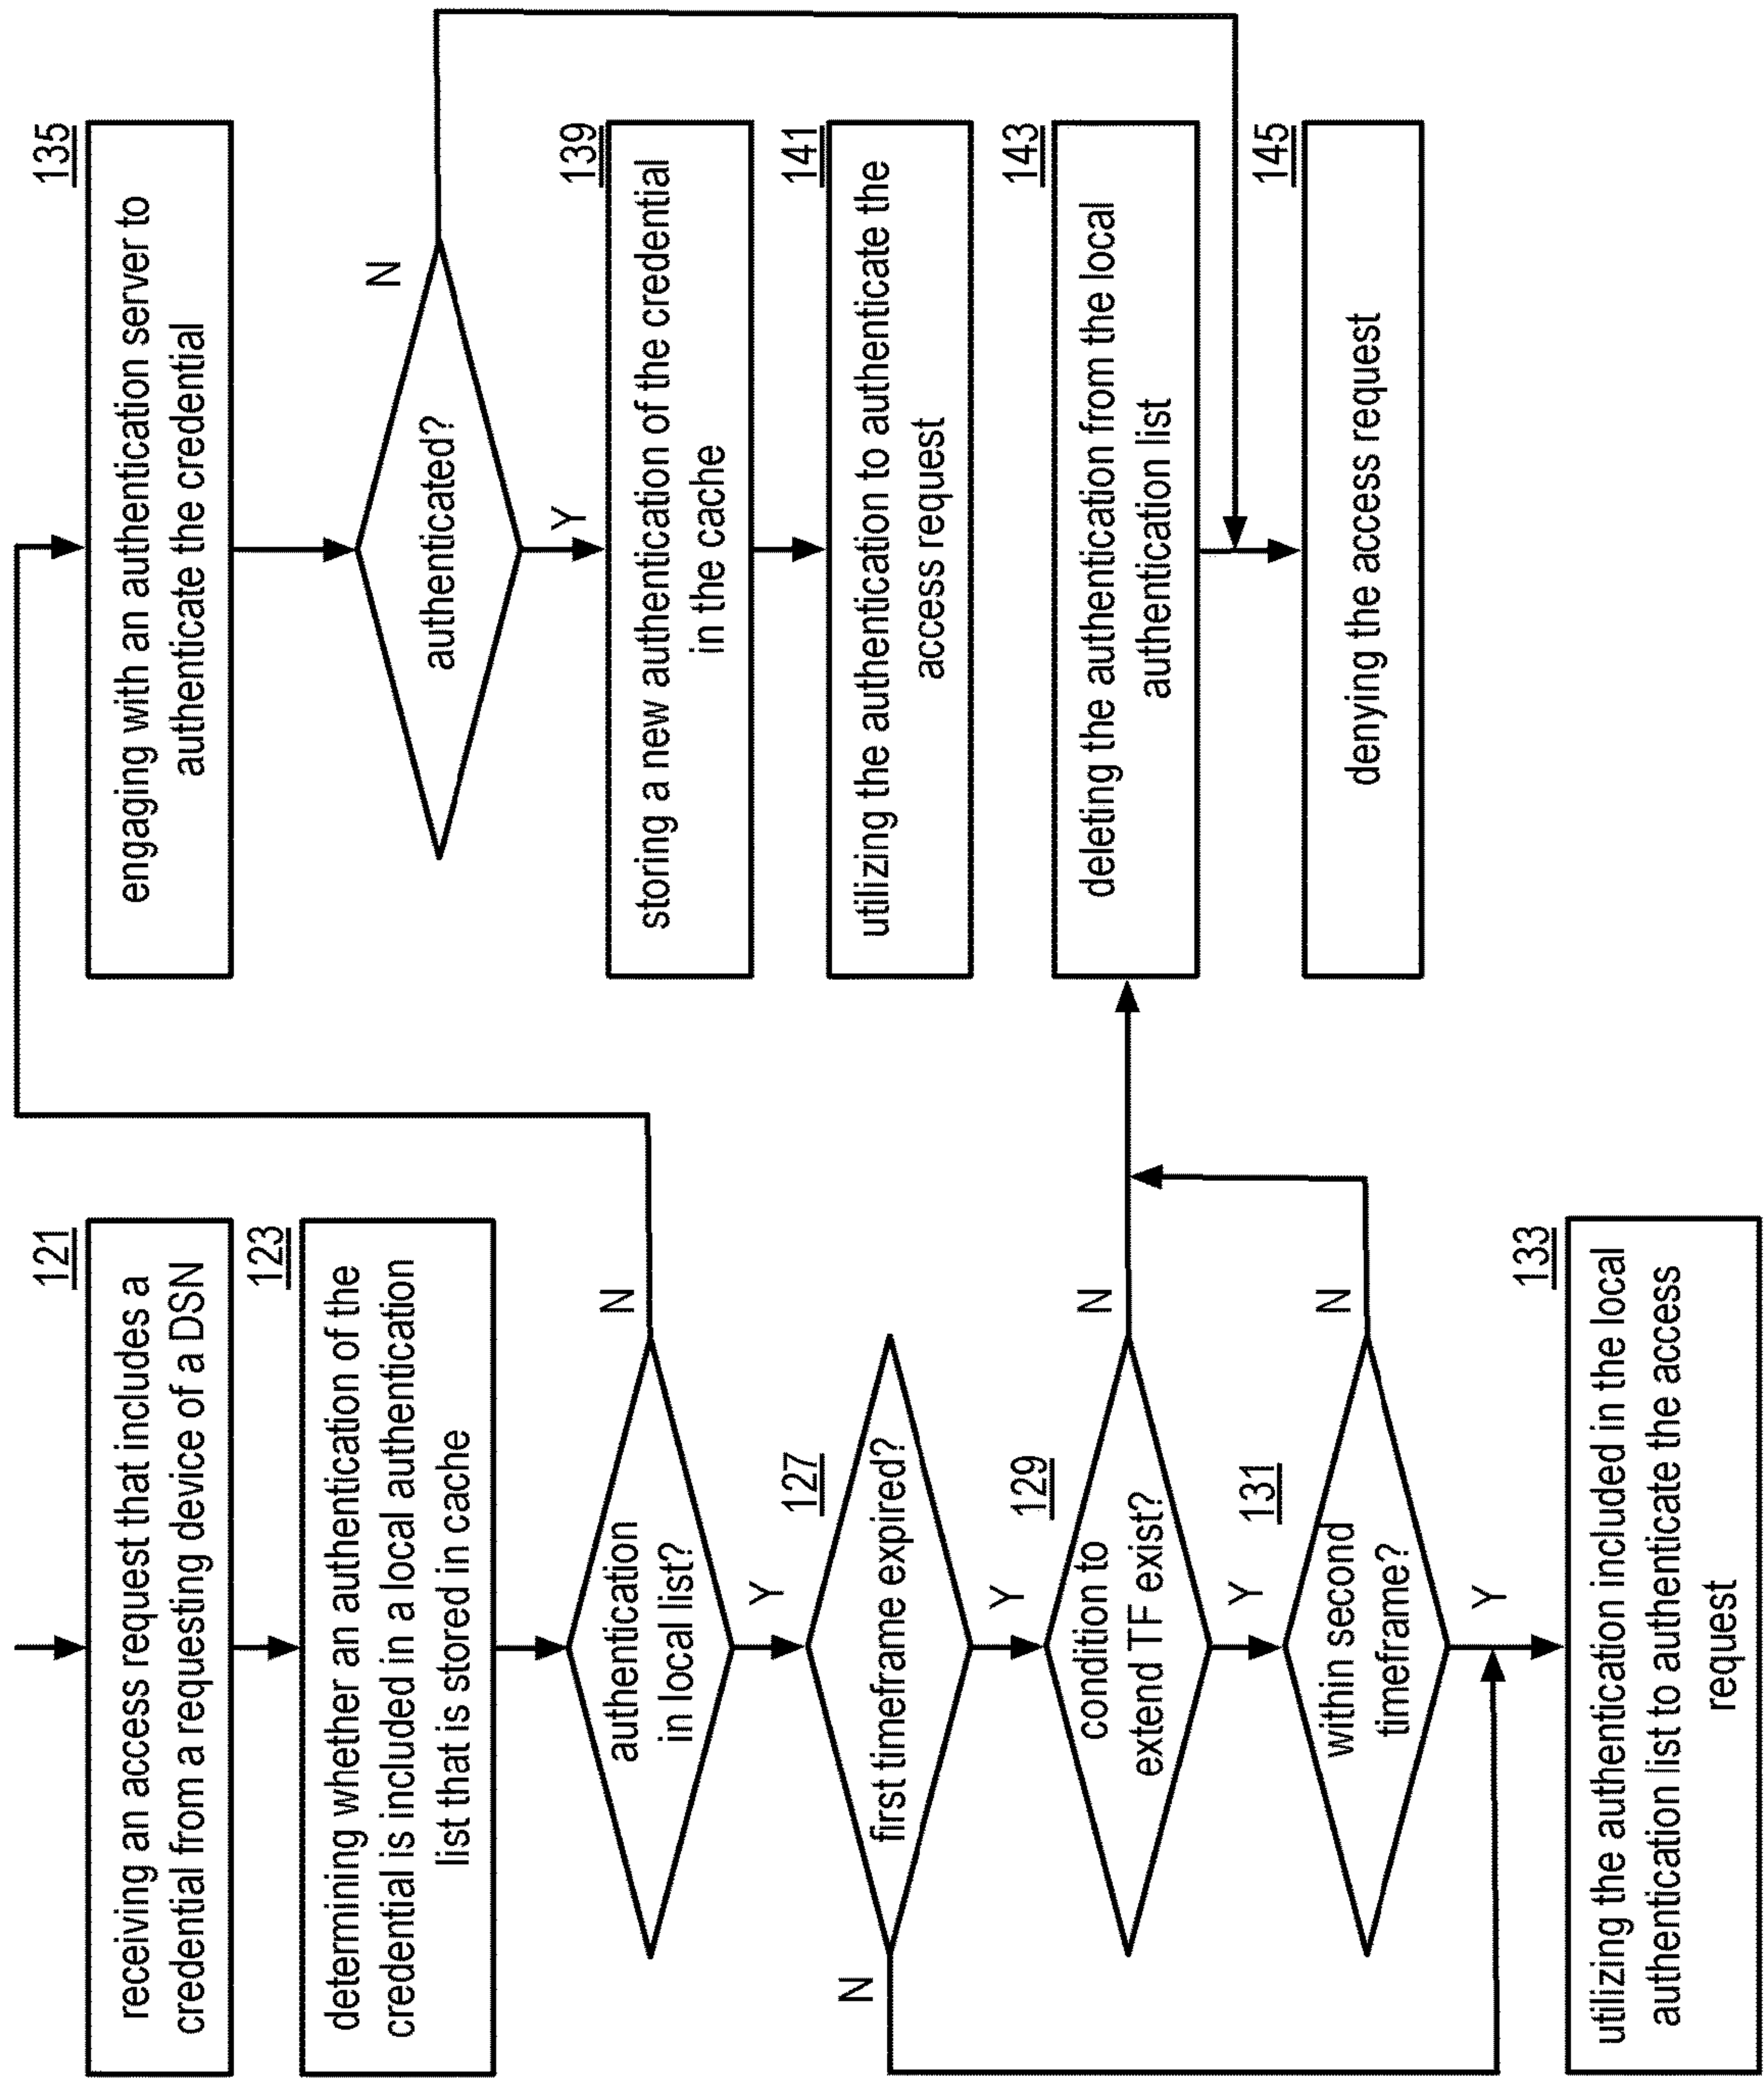 121
receiving an access request that includes a
credential from a requesting device of a DSN
123
determining whether an authentication of the
credential is included in a local authentication
list that is stored in cache
authentication
in local list?
N
Y
127
first timeframe expired?
N
Y
129
condition to
extend TF exist?
N
Y
131
within second
timeframe?
N
Y
133
utilizing the authentication included in the local
authentication list to authenticate the access
request
135
engaging with an authentication server to
authenticate the credential
authenticated?
N
Y
139
storing a new authentication of the credential
in the cache
141
utilizing the authentication to authenticate the
access request
143
deleting the authentication from the local
authentication list
145
denying the access request